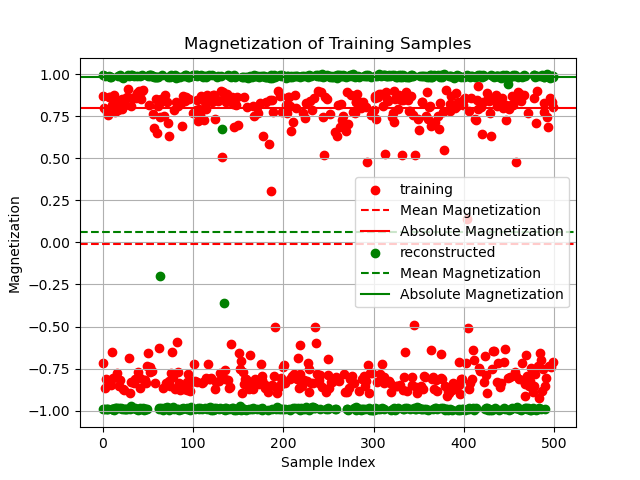 Magnetization of Training Samples
Magnetization
1.00
0.75
0.50
0.25
0.00
−0.25
−0.50
−0.75
−1.00
training
Mean Magnetization
Absolute Magnetization
reconstructed
Mean Magnetization
Absolute Magnetization
0
100
200
300
400
500
Sample Index